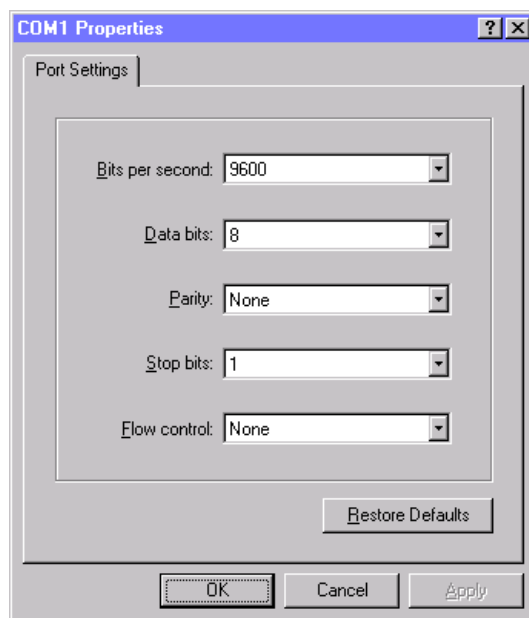 COM1 Properties
Port Settings
Bits per second: 9600
Data bits: 8
Parity: None
Stop bits: 1
Flow control: None
Restore Defaults
OK Cancel Apply